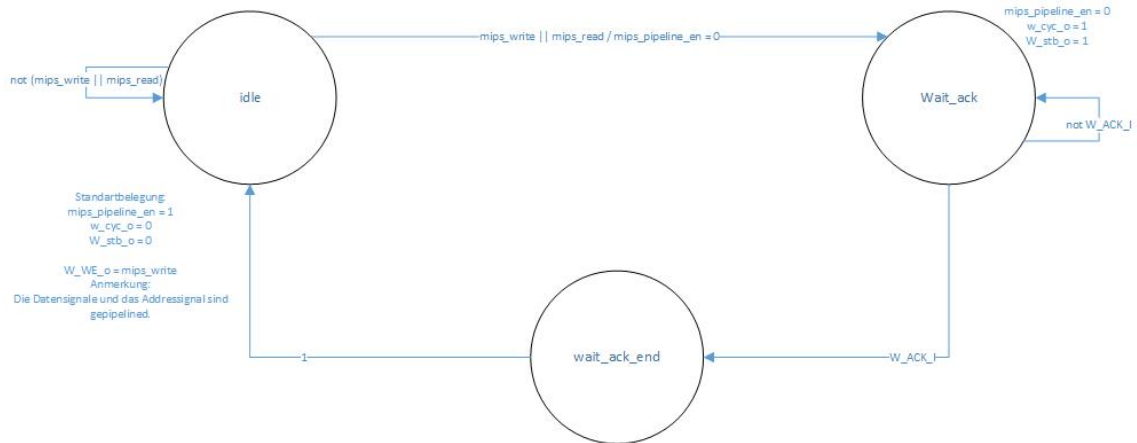 mips_pipeline_en = 0
w_cyc_o = 1
W_stb_o = 1
mips_write || mips_read / mips_pipeline_en = 0
not (mips_write || mips_read)
idle
Wait_ack
not W_ACK_I
Standartbelegung:
mips_pipeline_en = 1
w_cyc_o = 0
W_stb_o = 0
W_WE_o = mips_write
Anmerkung:
Die Datensignale und das Addressignal sind
gepipelined.
1
wait_ack_end
W_ACK_I